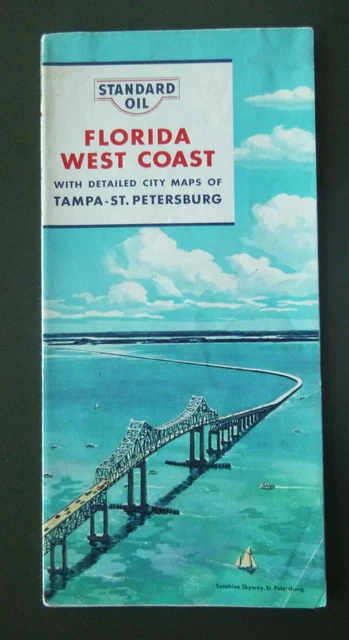 STANDARD
OIL
FLORIDA
WEST COAST
WITH DETAILED CITY MAPS OF
TAMPA-ST. PETERSBURG
Sunshine Skyway, St. Petersburg